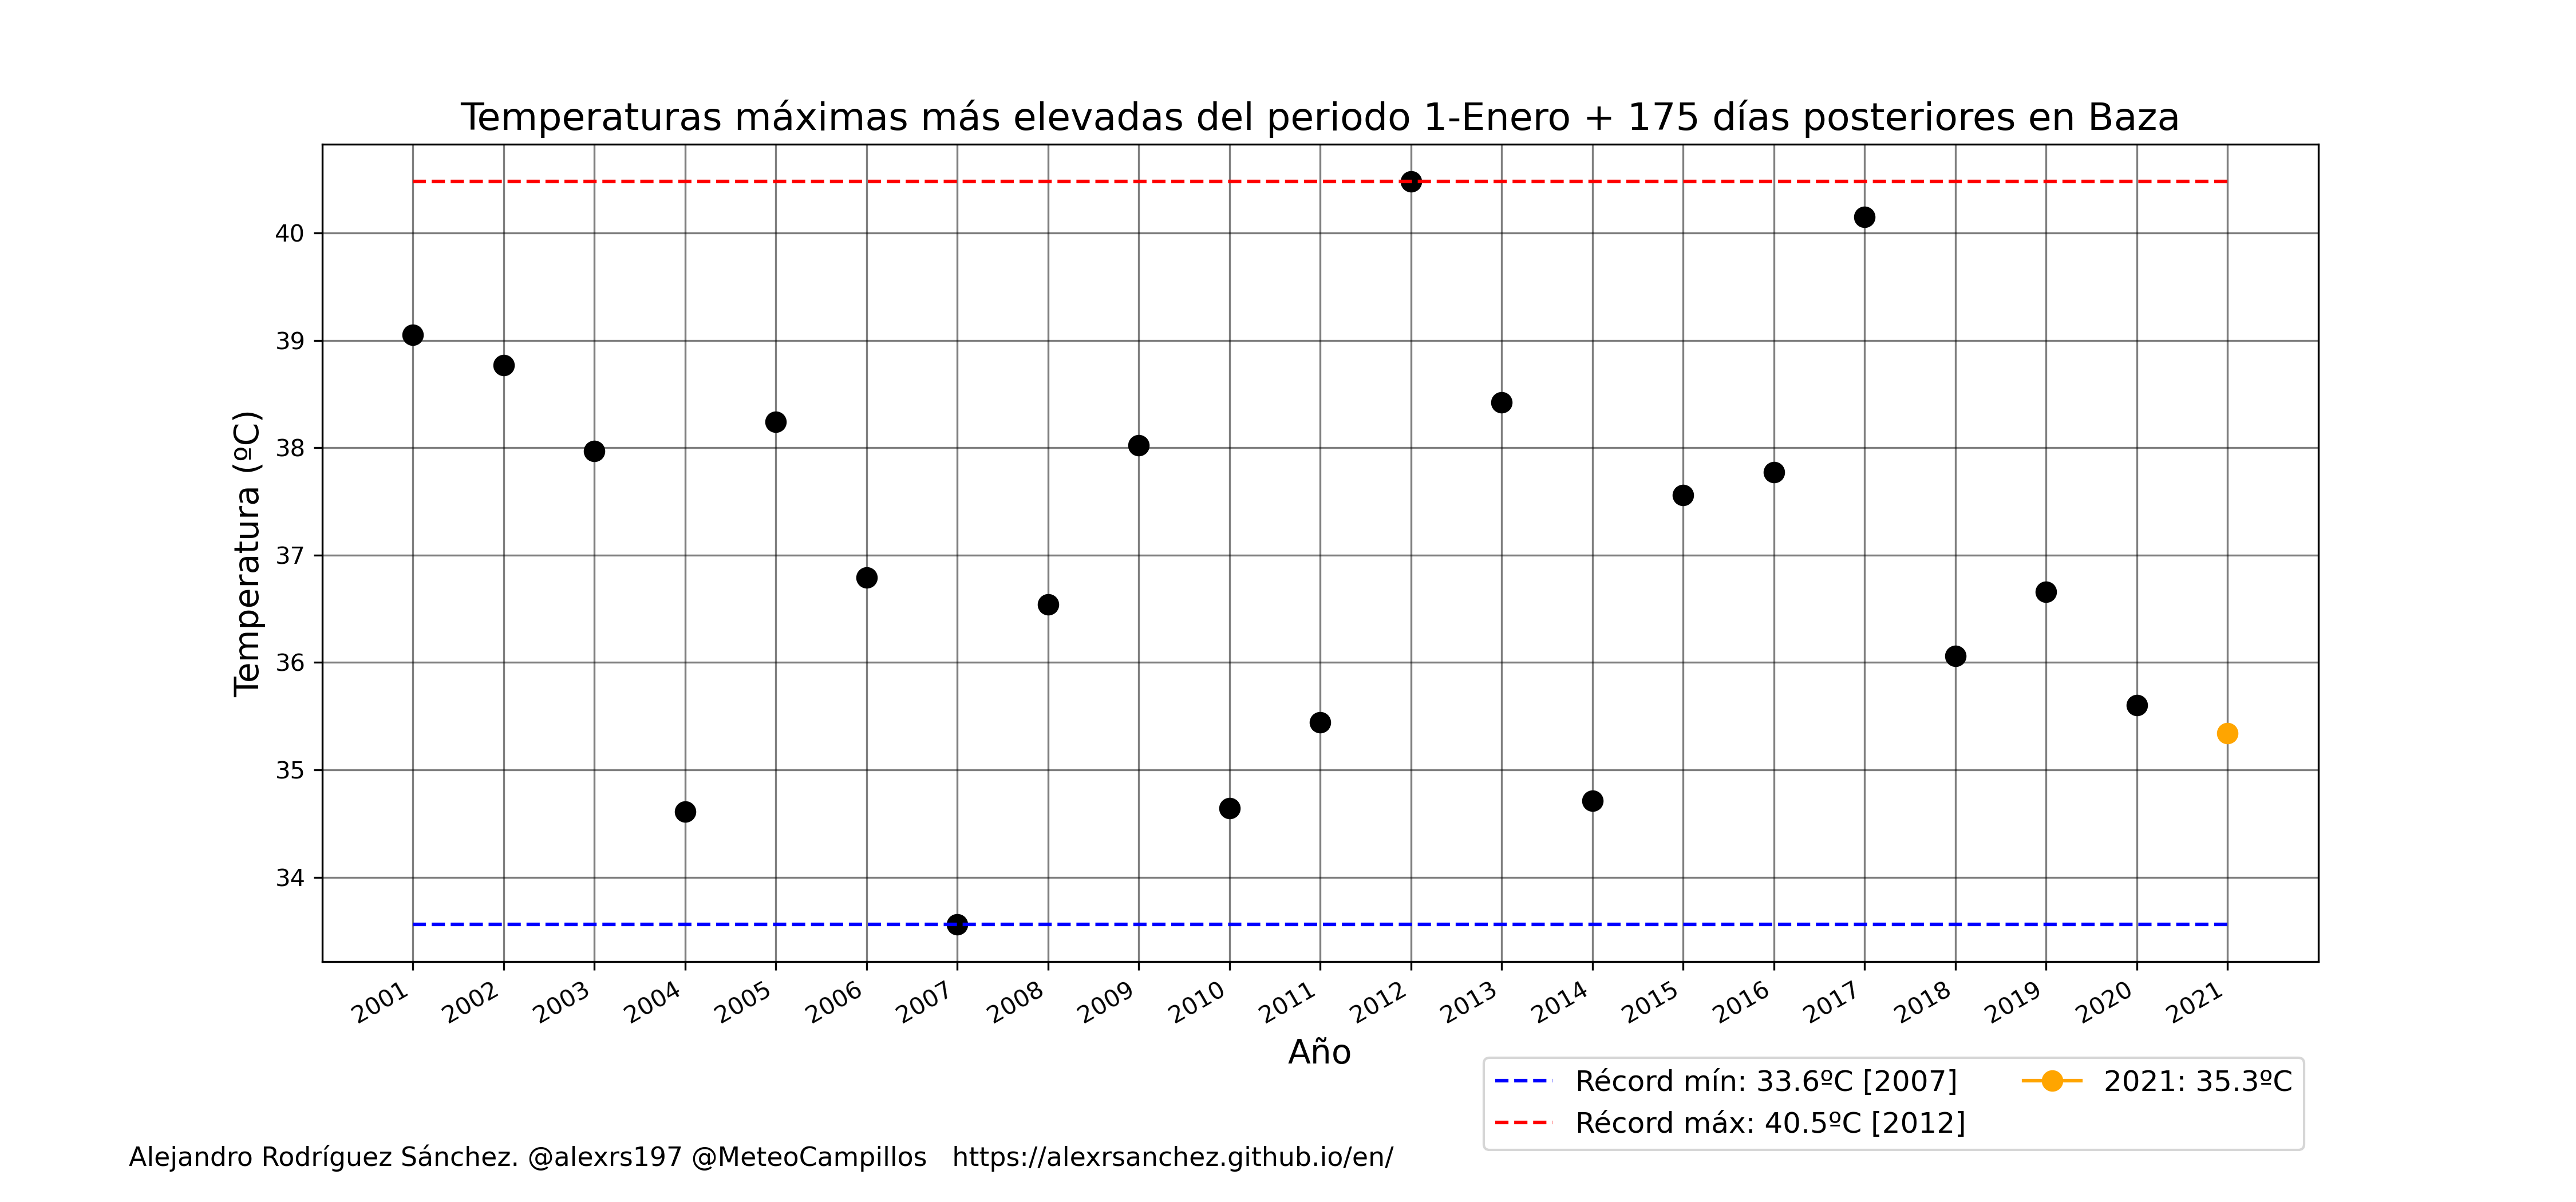 Temperaturas máximas más elevadas del periodo 1-Enero + 175 días posteriores en Baza
Temperatura (ºC)
40
39
38
37
36
35
34
2001 2002 2003 2004 2005 2006 2007 2008 2009 2010 2011 2012 2013 2014 2015 2016 2017 2018 2019 2020 2021
Año
Récord mín: 33.6ºC [2007]
Récord máx: 40.5ºC [2012]
2021: 35.3ºC
Alejandro Rodríguez Sánchez. @alexrs197 @MeteoCampillos https://alexrsanchez.github.io/en/